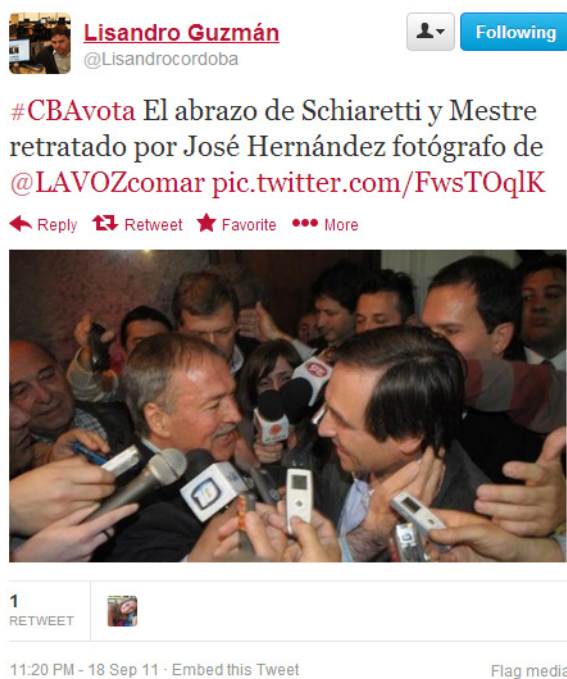 Lisandro Guzmán
@Lisandrocordoba
Following
#CBAvota El abrazo de Schiaretti y Mestre
retratado por José Hernández fotógrafo de
@LAVOZcomar pic.twitter.com/FwsTOqlK
Reply Retweet Favorite More
1
RETWEET
11:20 PM - 18 Sep 11 · Embed this Tweet
Flag media